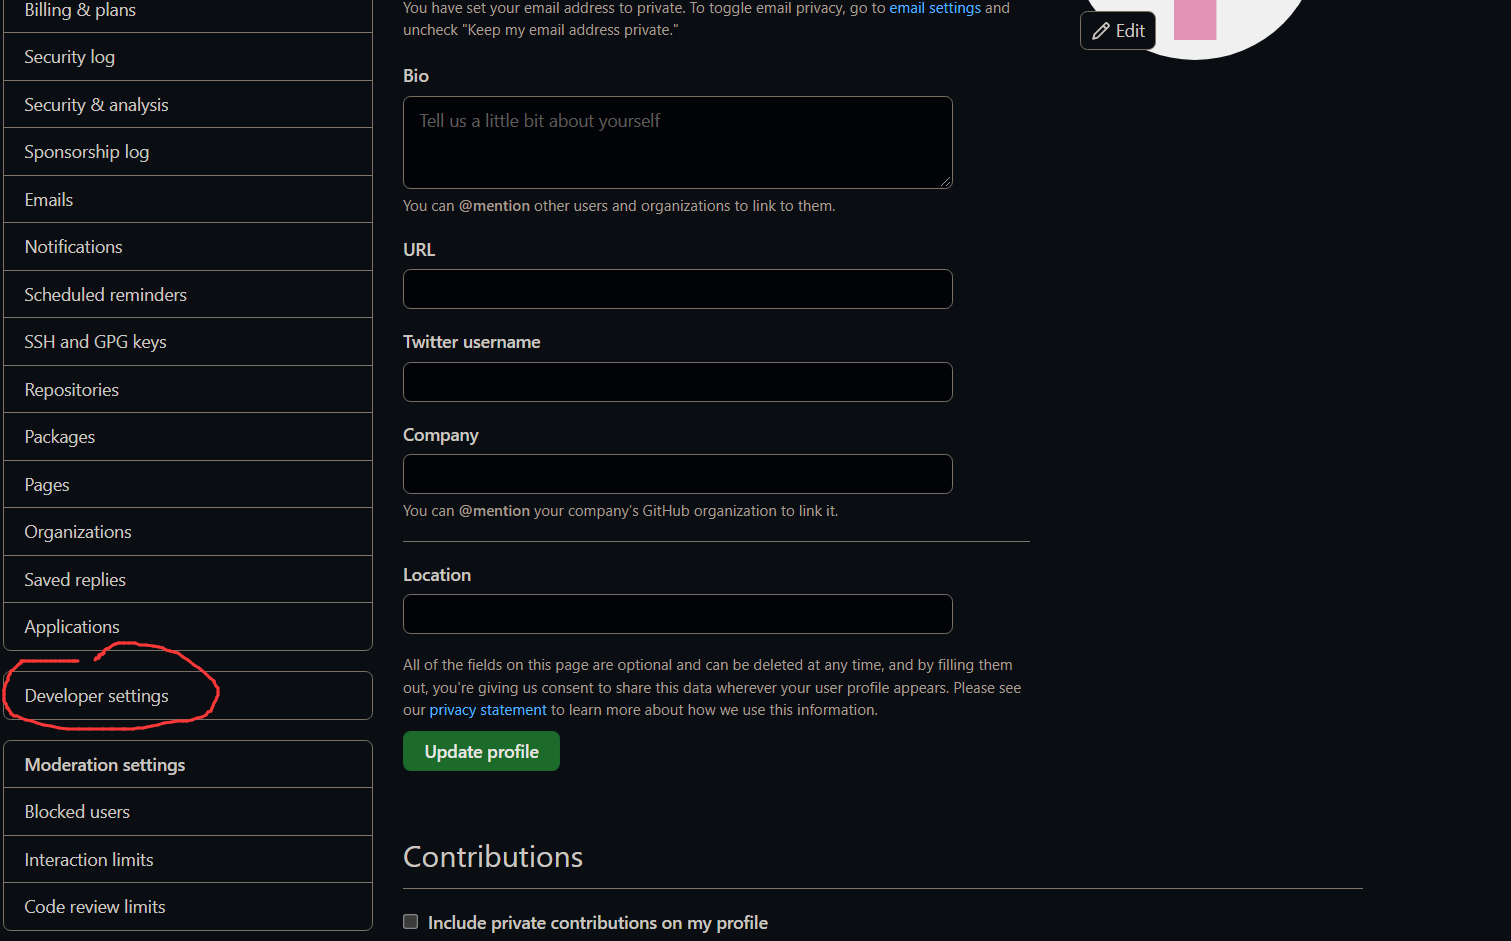 Billing & plans
Security log
Security & analysis
Sponsorship log
Emails
Notifications
Scheduled reminders
SSH and GPG keys
Repositories
Packages
Pages
Organizations
Saved replies
Applications
Developer settings
Moderation settings
Blocked users
Interaction limits
Code review limits
You have set your email address to private. To toggle email privacy, go to email settings and
uncheck "Keep my email address private."
Bio
Tell us a little bit about yourself
You can @mention other users and organizations to link to them.
URL
Twitter username
Company
You can @mention your company’s GitHub organization to link it.
Location
All of the fields on this page are optional and can be deleted at any time, and by filling them
out, you're giving us consent to share this data wherever your user profile appears. Please see
our privacy statement to learn more about how we use this information.
Update profile
Contributions
Include private contributions on my profile
Edit